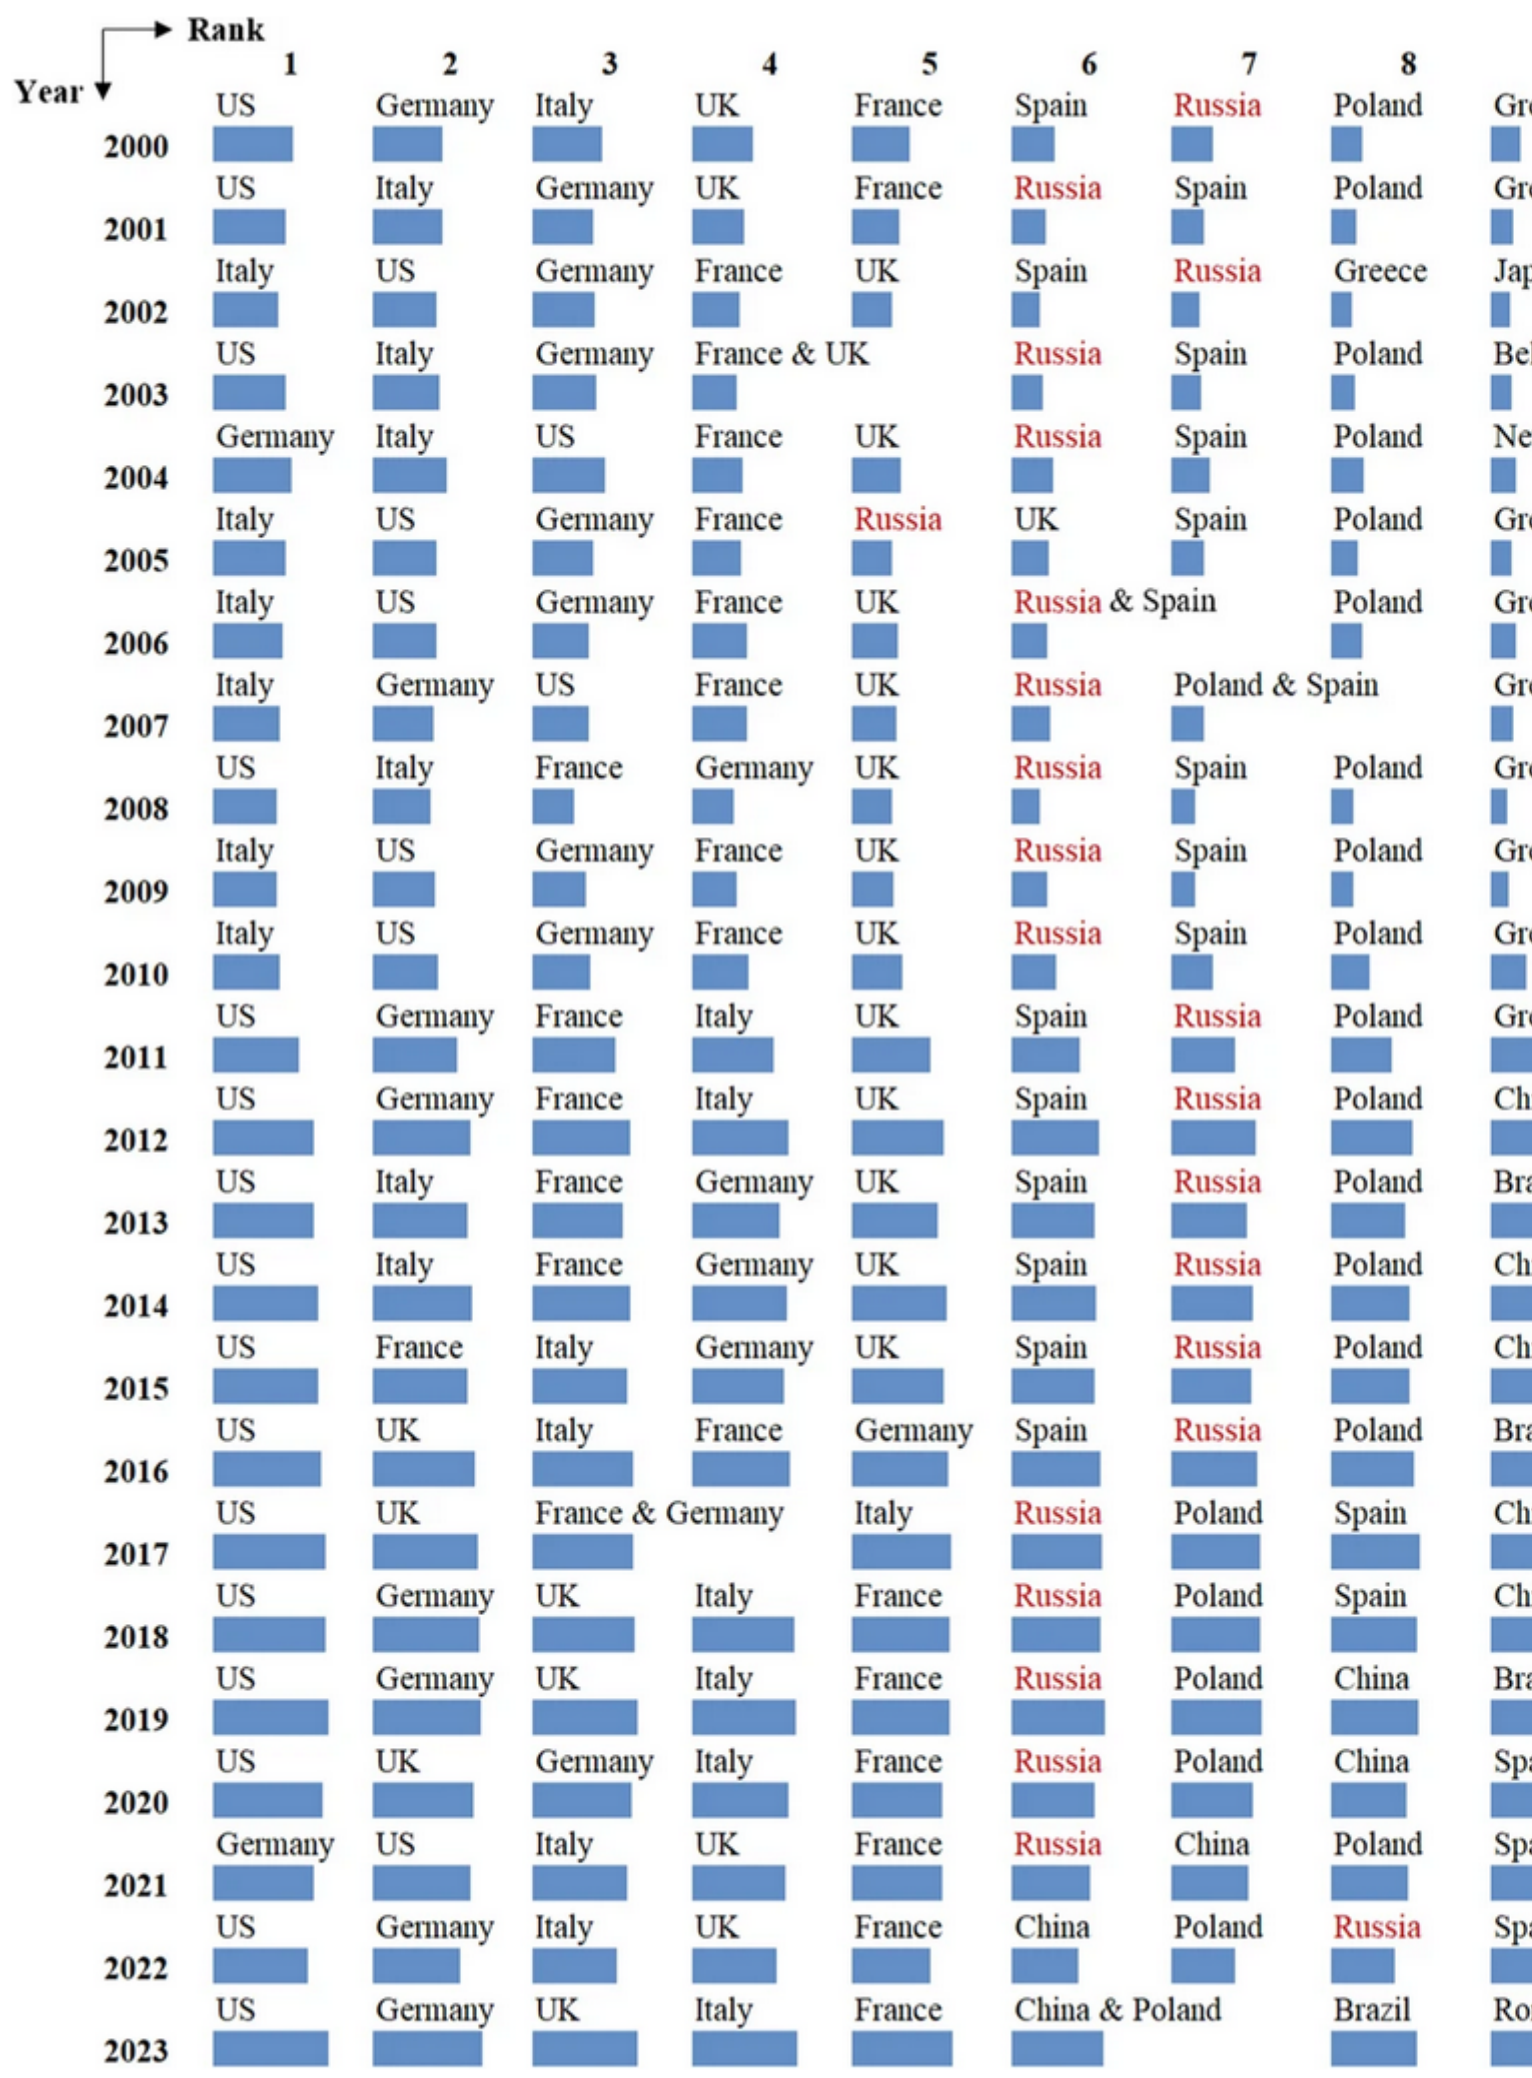 Rank
1 2 3 4 5 6 7 8
Year
US Germany Italy UK France Spain Russia Poland
2000
US Italy Germany UK France Russia Spain Poland
2001
Italy US Germany France UK Spain Russia Greece
2002
US Italy Germany France & UK Russia Spain Poland
2003
Germany Italy US France UK Russia Spain Poland
2004
Italy US Germany France Russia UK Spain Poland
2005
Italy US Germany France UK Russia & Spain Poland
2006
Italy Germany US France UK Russia Poland & Spain
2007
US Italy France Germany UK Russia Spain Poland
2008
Italy US Germany France UK Russia Spain Poland
2009
Italy US Germany France UK Russia Spain Poland
2010
US Germany France Italy UK Spain Russia Poland
2011
US Germany France Italy UK Spain Russia Poland
2012
US Italy France Germany UK Spain Russia Poland
2013
US Italy France Germany UK Spain Russia Poland
2014
US France Italy Germany UK Spain Russia Poland
2015
US UK Italy France Germany Spain Russia Poland
2016
US UK France & Germany Italy Russia Poland Spain
2017
US Germany UK Italy France Russia Poland Spain
2018
US Germany UK Italy France Russia Poland China
2019
US UK Germany Italy France Russia Poland China
2020
Germany US Italy UK France Russia China Poland
2021
US Germany Italy UK France China Poland Russia
2022
US Germany UK Italy France China & Poland Brazil
2023